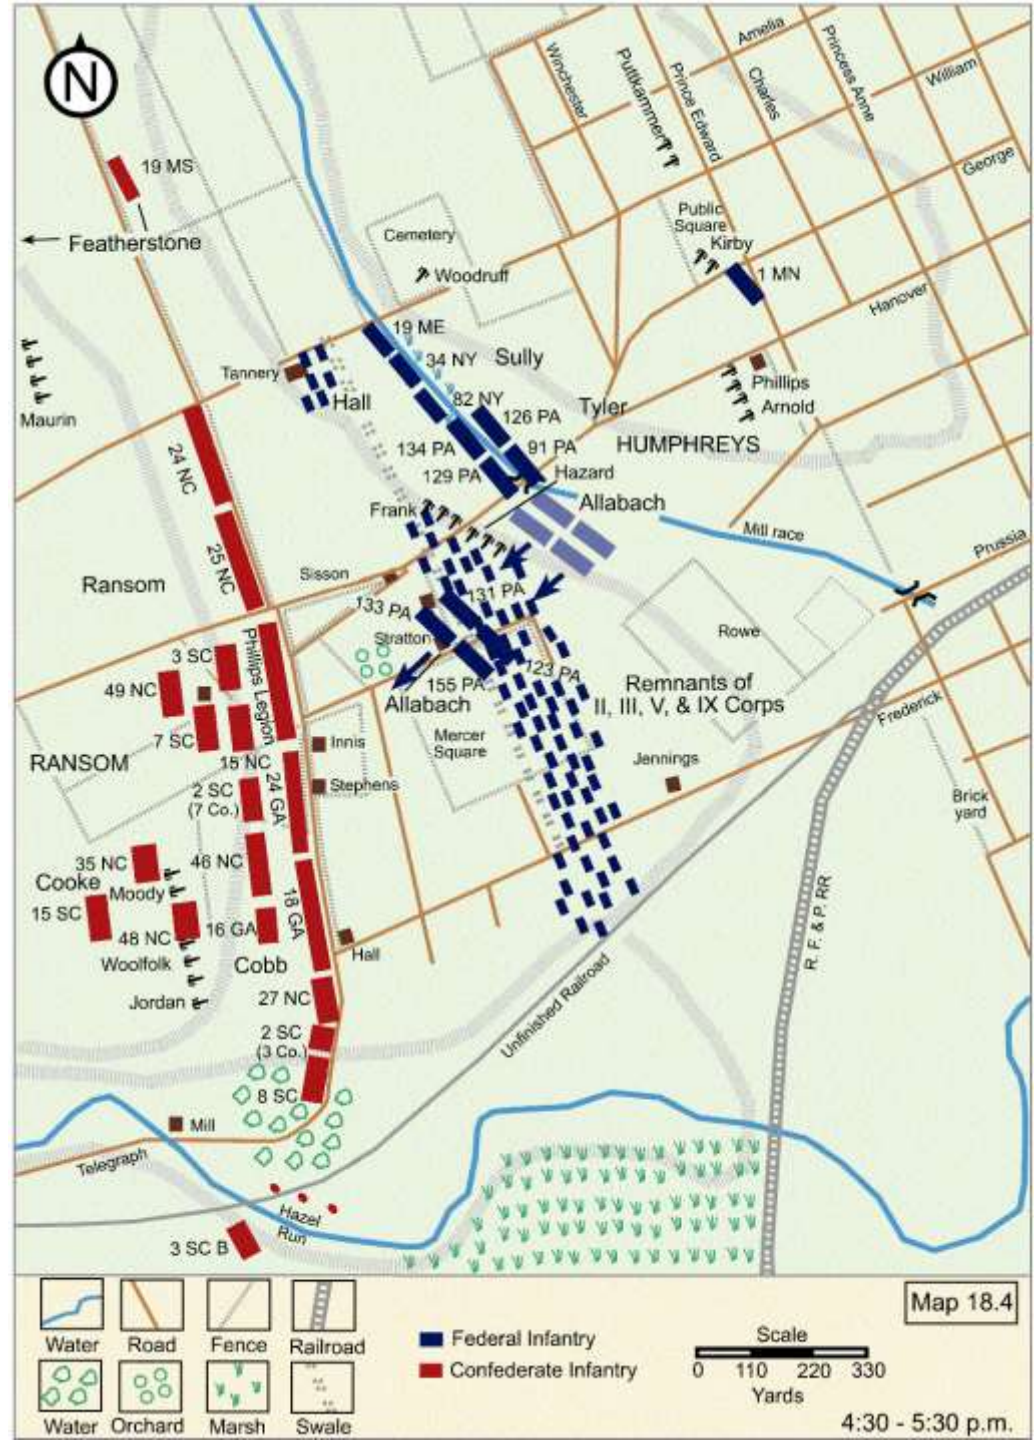 N
Amelia
Winchester
Puttkammer
Prince Edward
Charles
Princess Anne
William
19 MS
Featherstone
George
Public
Square
Kirby
Cemetery
Woodruff
1 MN
Hanover
19 ME
34 NY
Sully
Tannery
Hall
Phillips
Arnold
Maurin
82 NY
126 PA
Tyler
24 NC
134 PA
91 PA
HUMPHREYS
129 PA
Hazard
Frank
Allabach
Mill race
Prussia
25 NC
Sisson
Ransom
131 PA
133 PA
Rowe
Stratton
3 SC
Phillips Legion
123 PA
49 NC
155 PA
Allabach
Remnants of
II, III, V, & IX Corps
Frederick
7 SC
Innis
Mercer
Square
RANSOM
15 NC
Jennings
2 SC
(7 Co.)
24 GA
Stephens
Brick
yard
35 NC
46 NC
Cooke
Moody
15 SC
18 GA
R. F. & P. RR
48 NC
16 GA
Hall
Woolfolk
Cobb
Jordan
27 NC
Unfinished Railroad
2 SC
(3 Co.)
8 SC
Mill
Telegraph
Hazel
Run
3 SC B
Water
Road
Fence
Railroad
Water
Orchard
Marsh
Swale
Federal Infantry
Confederate Infantry
Map 18.4
Scale
0 110 220 330
Yards
4:30 - 5:30 p.m.